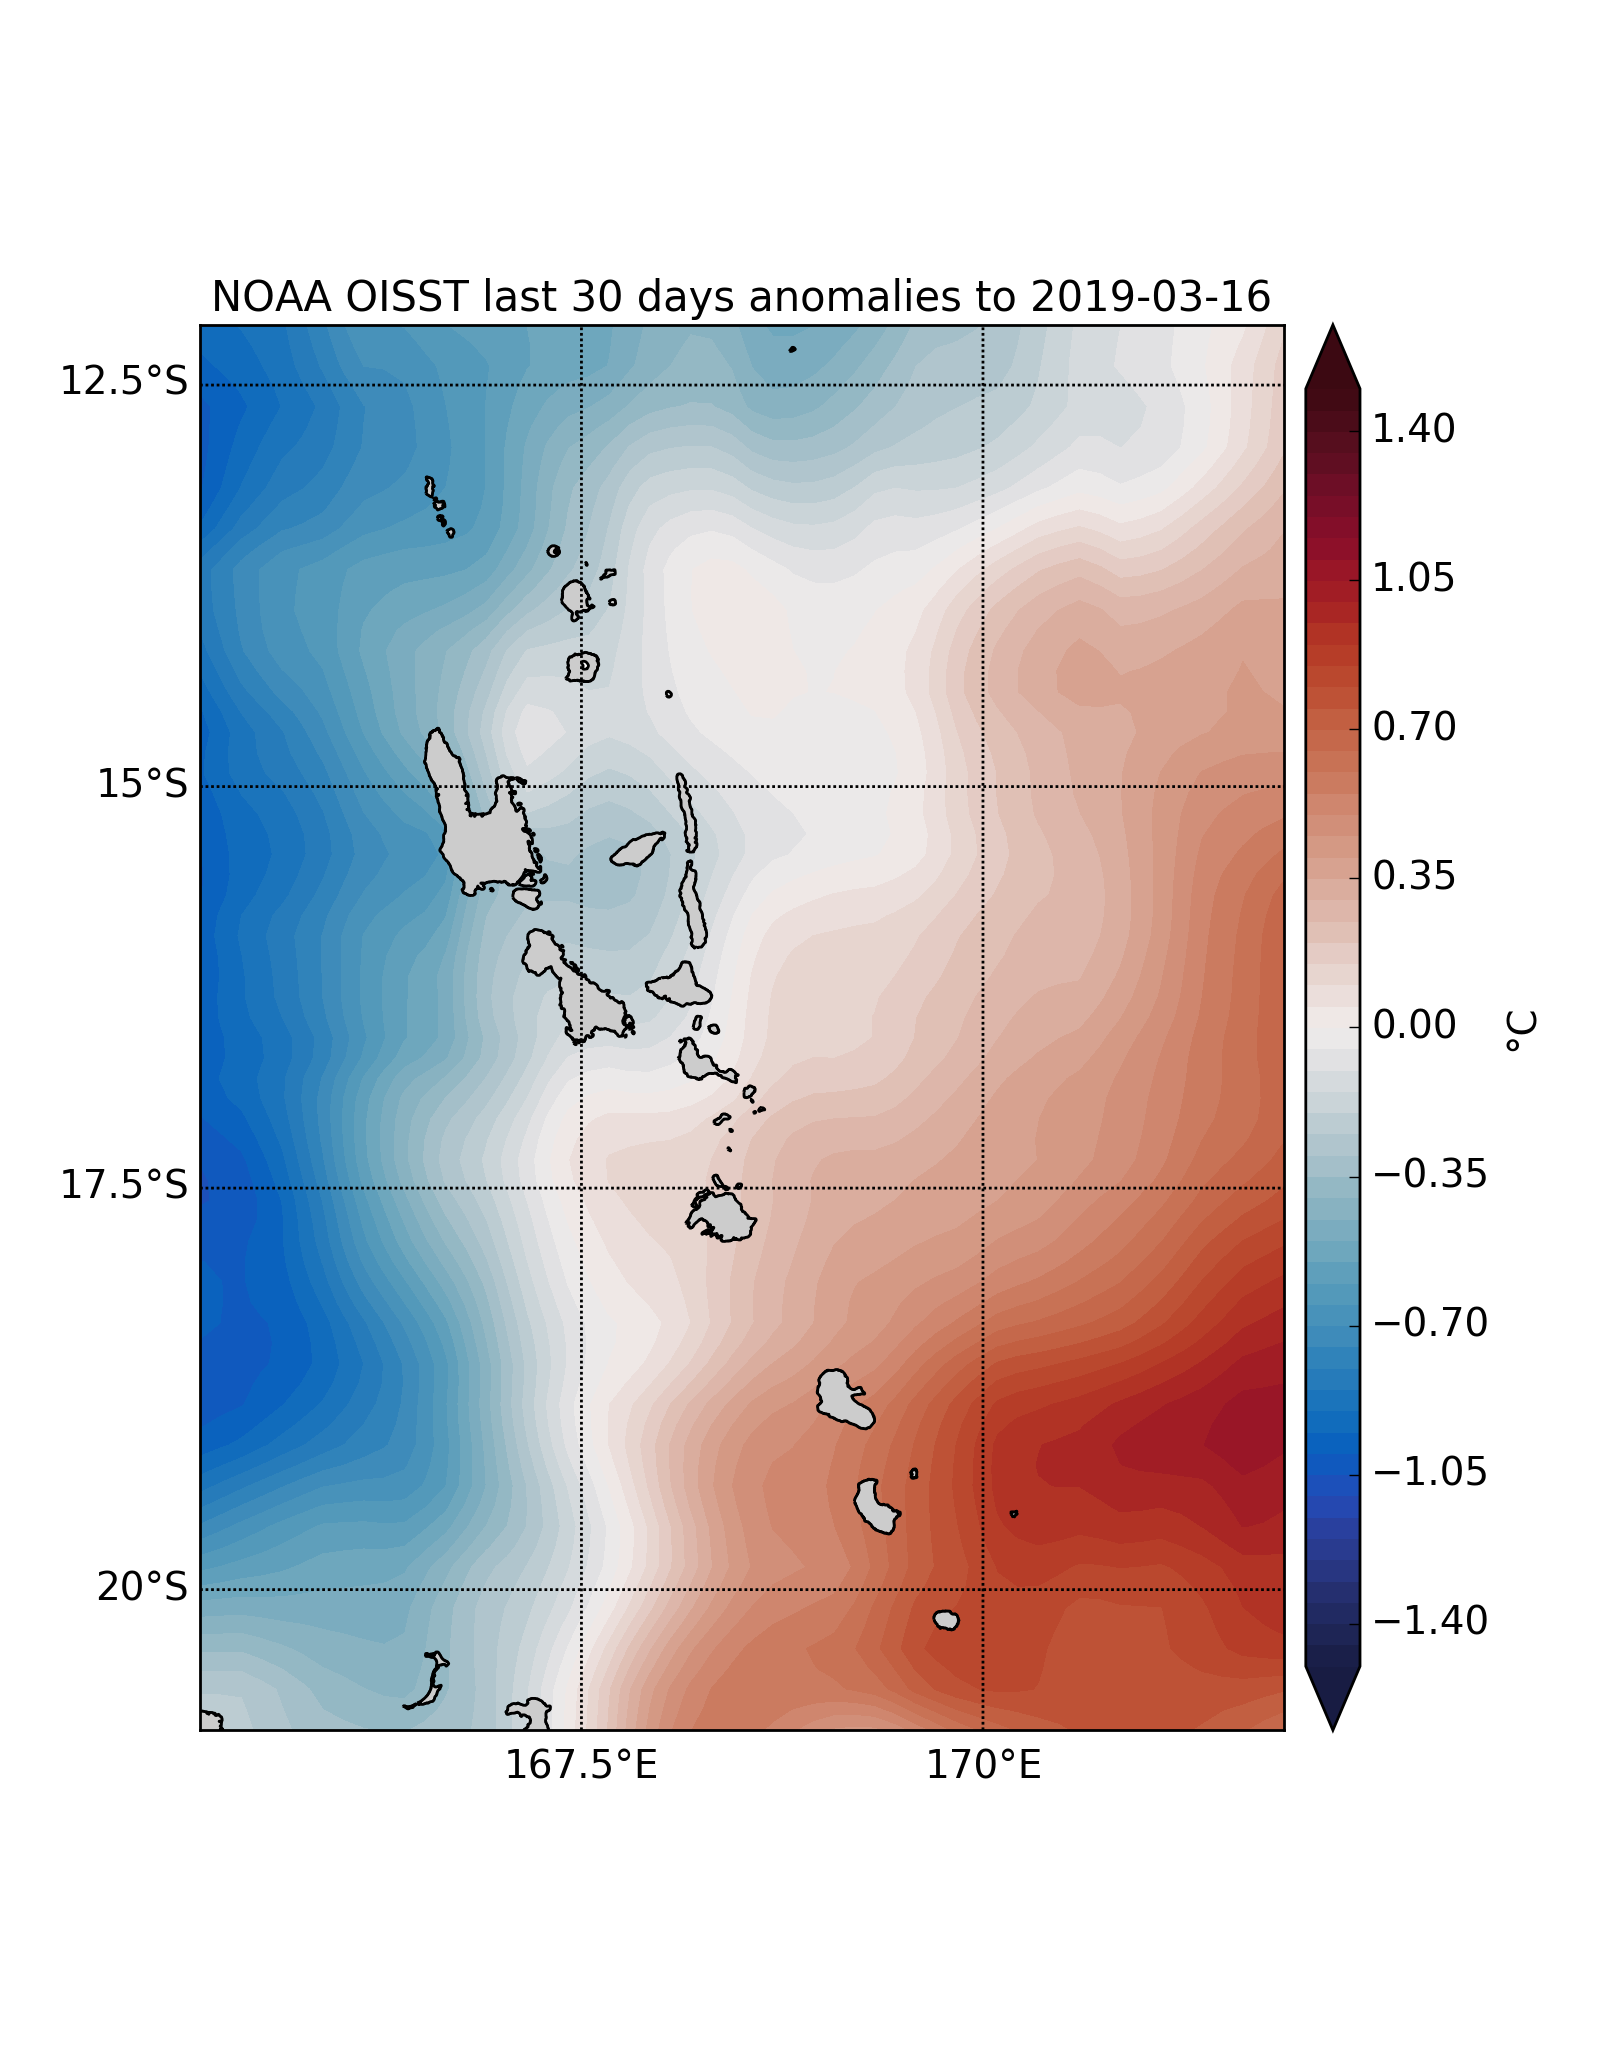 NOAA OISST last 30 days anomalies to 2019-03-16
12.5°S
15°S
17.5°S
20°S
167.5°E
170°E
1.40
1.05
0.70
0.35
0.00
−0.35
−0.70
−1.05
−1.40
°C